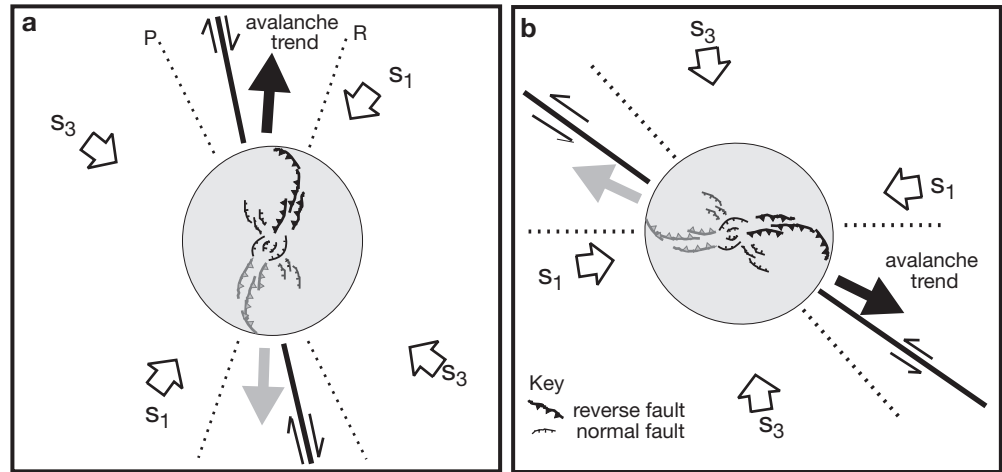 a
avalanche
trend
P
R
S1
S3
S3
S1
b
S3
S1
S1
avalanche
trend
Key
reverse fault
normal fault
S3